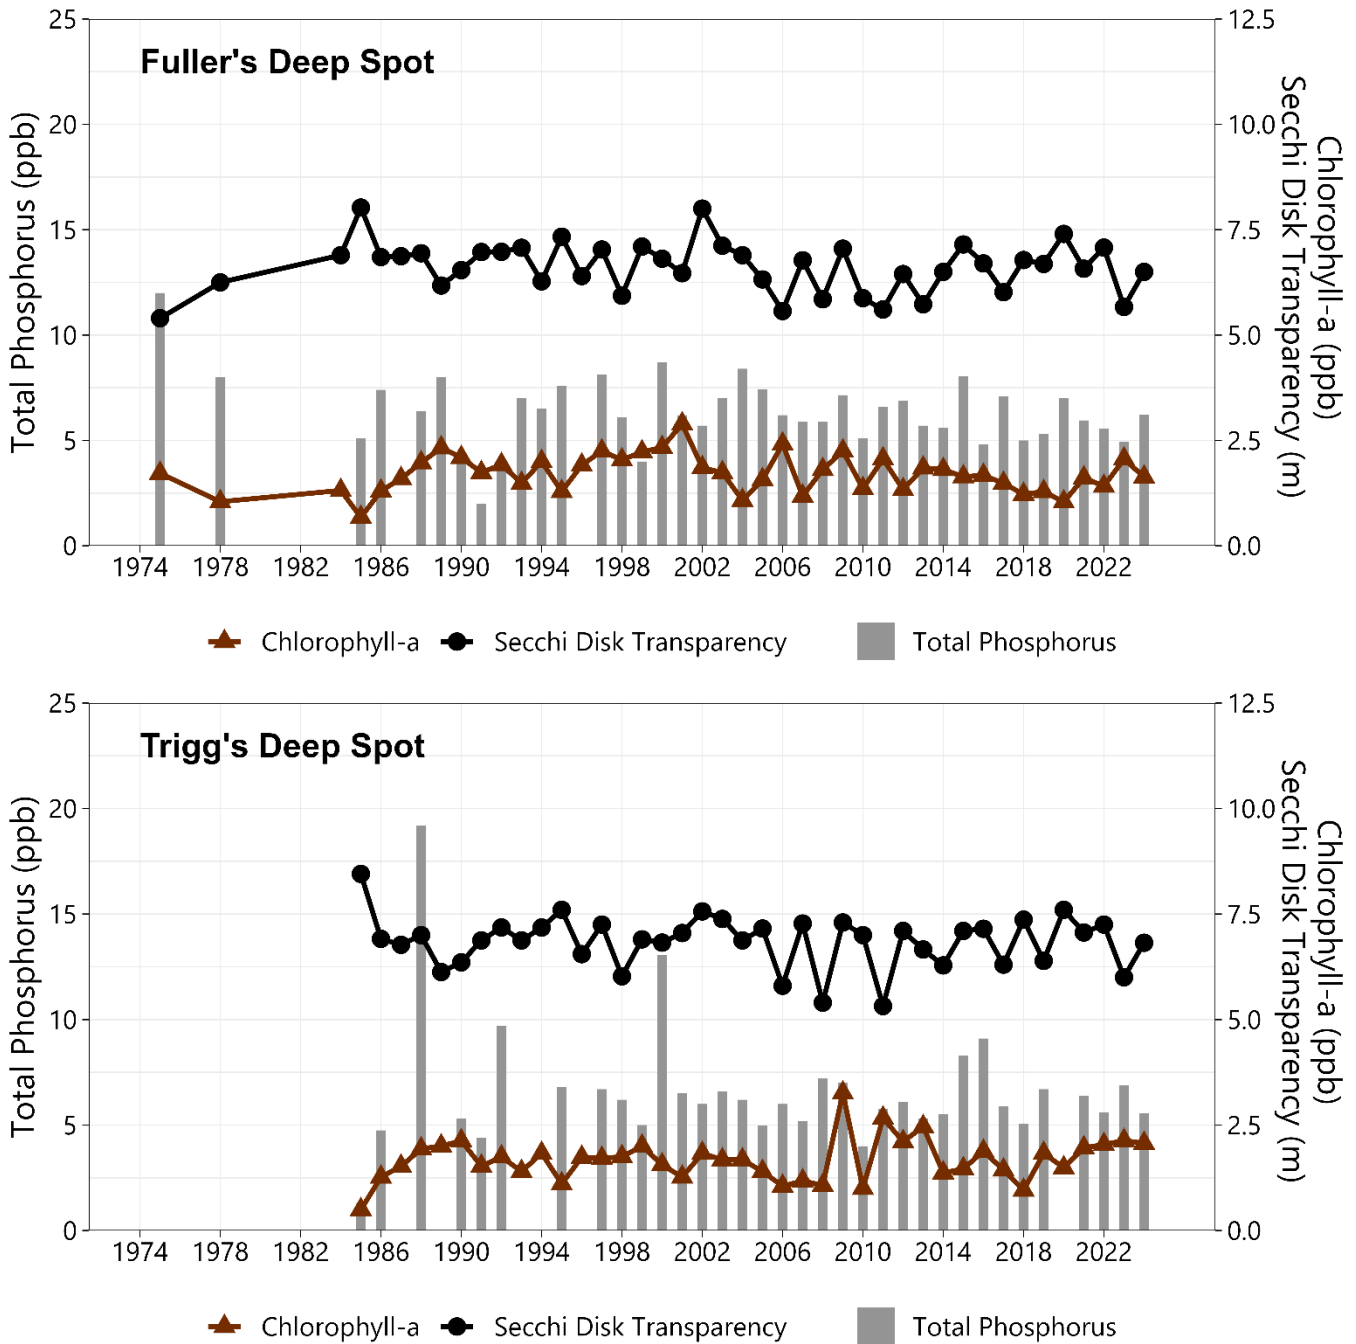 Fuller's Deep Spot
Total Phosphorus (ppb)
25
20
15
10
5
0
12.5
10.0
7.5
5.0
2.5
0.0
Chlorophyll-a (ppb)
Secchi Disk Transparency (m)
1974 1978 1982 1986 1990 1994 1998 2002 2006 2010 2014 2018 2022
Chlorophyll-a Secchi Disk Transparency Total Phosphorus
Trigg's Deep Spot
Total Phosphorus (ppb)
25
20
15
10
5
0
12.5
10.0
7.5
5.0
2.5
0.0
Chlorophyll-a (ppb)
Secchi Disk Transparency (m)
1974 1978 1982 1986 1990 1994 1998 2002 2006 2010 2014 2018 2022
Chlorophyll-a Secchi Disk Transparency Total Phosphorus